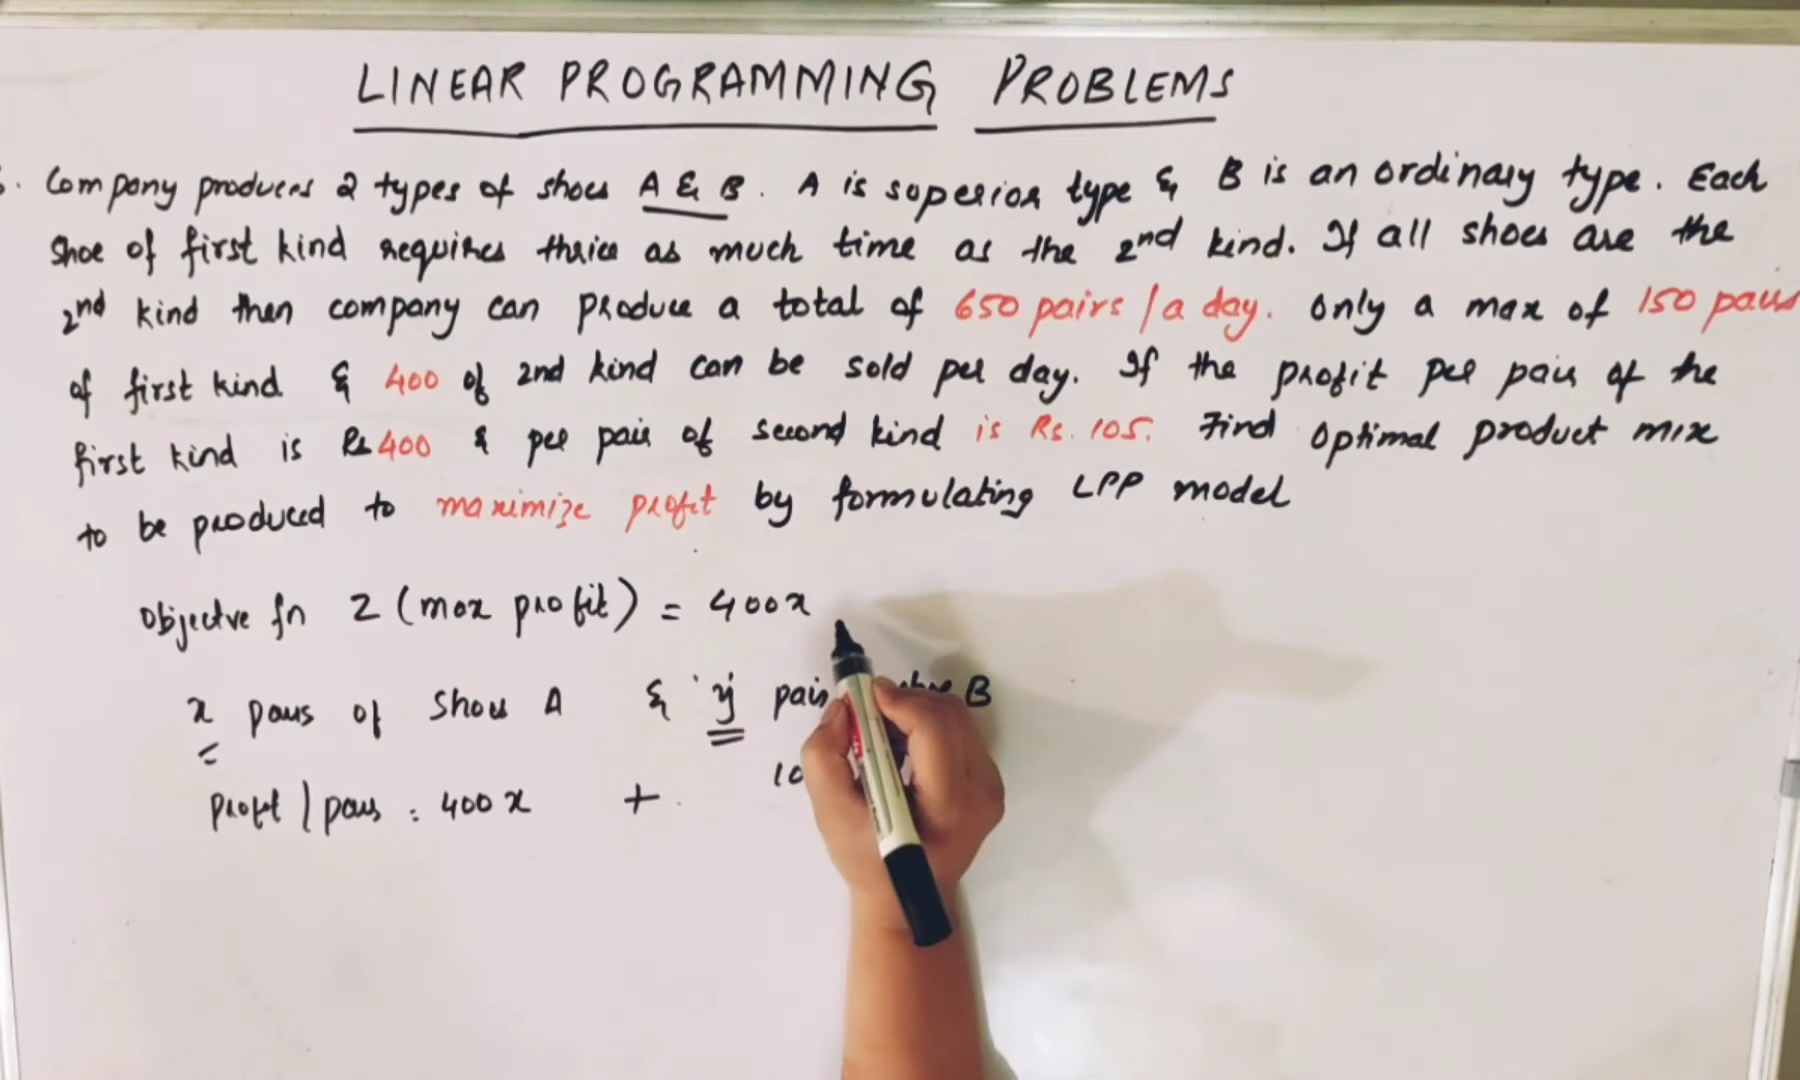 LINEAR PROGRAMMING PROBLEMS
Company produces 2 types of shoes A & B. A is superior type & B is an ordinary type. Each
shoe of first kind requires thrice as much time as the 2nd kind. If all shoes are the
2nd kind then company can produce a total of 650 pairs / a day. Only a max of 150 pairs
of first kind & 400 of 2nd kind can be sold per day. If the profit per pair of the
first kind is Rs 400 & per pair of second kind is Rs. 105. Find optimal product mix
to be produced to maximize profit by formulating LPP model
Objective fn Z (max profit) = 400x
x pairs of shoes A & 'y' B
Profit / pairs = 400x +